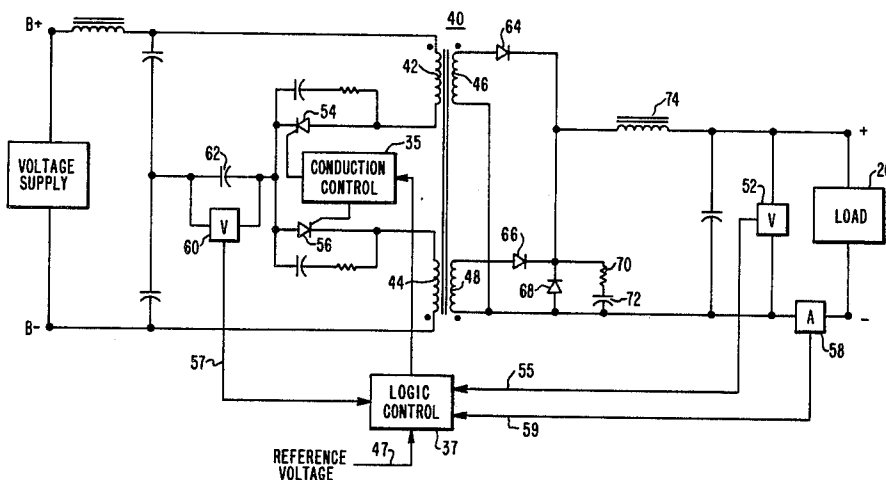 40
B+
64
42
46
54
74
35
62
CONDUCTION
CONTROL
+
VOLTAGE
SUPPLY
52
V
LOAD
V
60
56
66
70
44
48
68
72
B-
-
A
58
57
55
LOGIC
CONTROL
59
47
37
REFERENCE
VOLTAGE